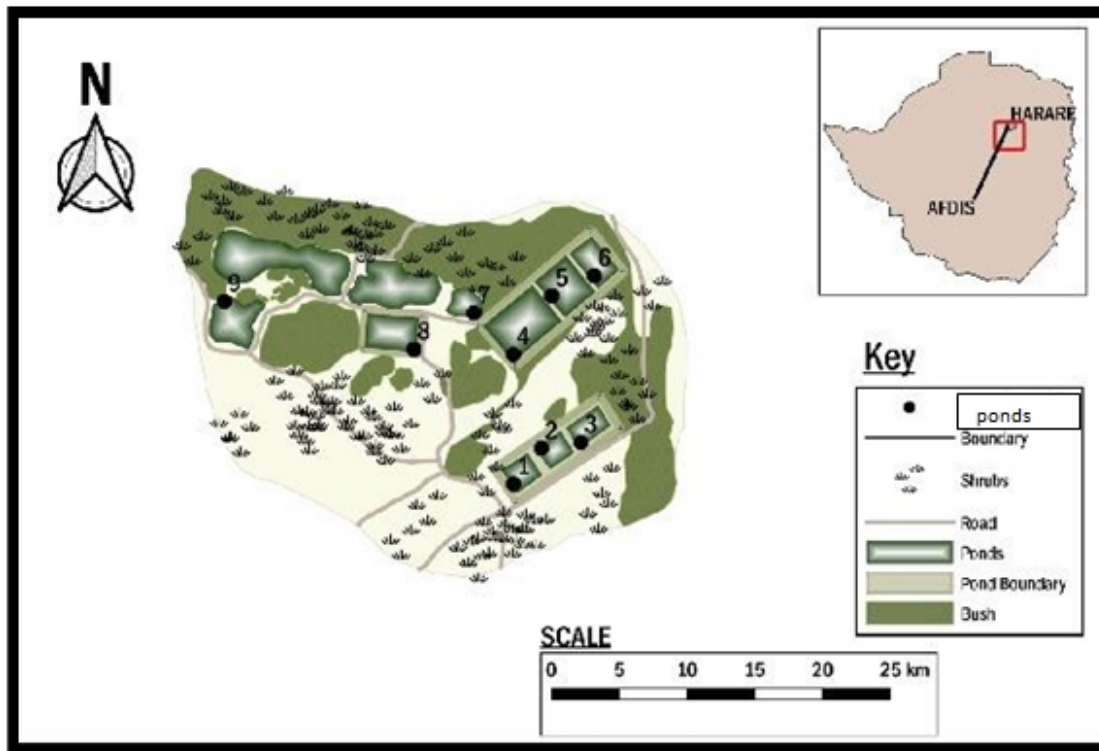 N
HARARE
AFDIS
1
2
3
4
5
6
7
8
9
Key
ponds
Boundary
Shrubs
Road
Ponds
Pond Boundary
Bush
SCALE
0 5 10 15 20 25 km